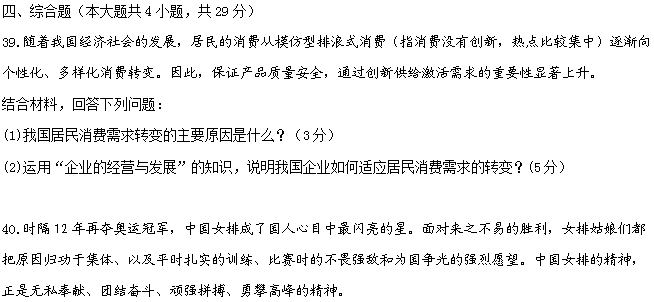 四、综合题（本大题共 4 小题，共 29 分）
39.随着我国经济社会的发展，居民的消费从模仿型排浪式消费（指消费没有创新，热点比较集中）逐渐向
个性化、多样化消费转变。因此，保证产品质量安全，通过创新供给激活需求的重要性显著上升。
结合材料，回答下列问题：
(1)我国居民消费需求转变的主要原因是什么？（3 分）
(2)运用“企业的经营与发展”的知识，说明我国企业如何适应居民消费需求的转变？(5 分）
40.时隔 12 年再夺奥运冠军，中国女排成了国人心目中最闪亮的星。面对来之不易的胜利，女排姑娘们都
把原因归功于集体、以及平时扎实的训练、比赛时的不畏强敌和为国争光的强烈愿望。中国女排的精神，
正是无私奉献、团结奋斗、顽强拼搏、勇攀高峰的精神。